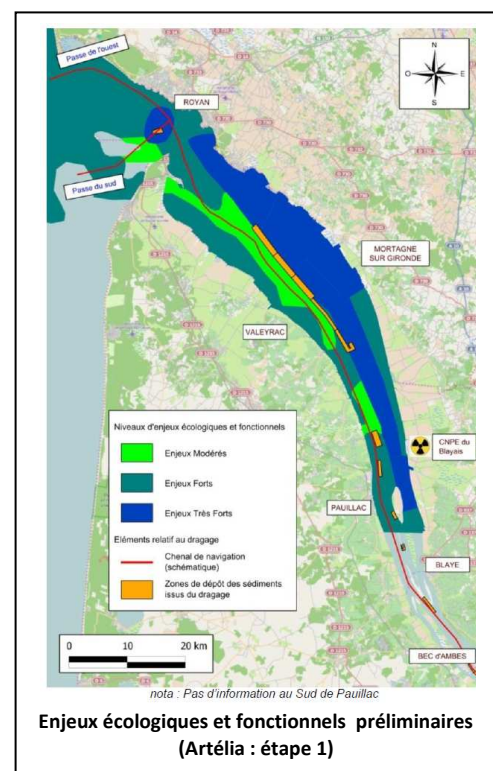 Passe de l'ouest
ROYAN
N
O
E
S
Passe du sud
MORTAGNE
SUR GIRONDE
VALEYRAC
Niveaux d'enjeux écologiques et fonctionnels
Enjeux Modérés
Enjeux Forts
Enjeux Très Forts
Eléments relatif au dragage
Chenal de navigation
(schématique)
Zones de dépôt des sédiments
issus du dragage
CNPE du
Blayais
PAUILLAC
BLAYE
BEC d'AMBES
0 10 20 km
nota : Pas d'information au Sud de Pauillac
Enjeux écologiques et fonctionnels préliminaires
(Artélia : étape 1)